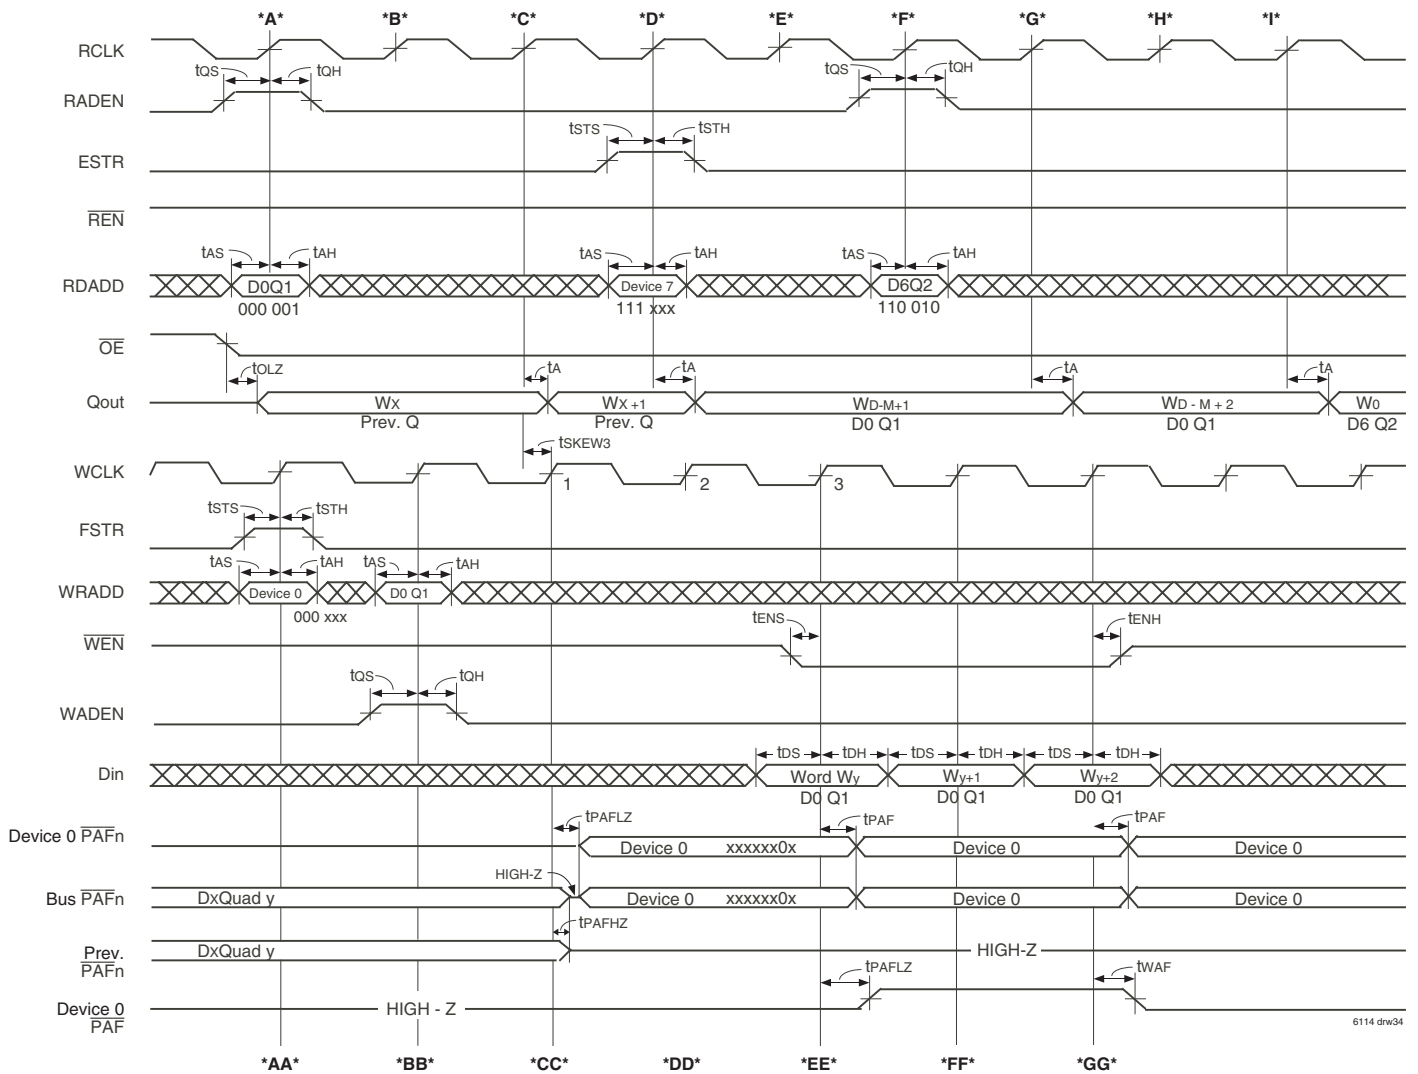 *A* *B* *C* *D* *E* *F* *G* *H* *I*
RCLK
tQS tQH tQS tQH
RADEN
tSTS tSTH
ESTR
REN
tAS tAH tAS tAH tAS tAH
RDADD D0Q1 Device 7 D6Q2
000 001 111 xxx 110 010
OE
tOLZ tA tA tA tA
Qout WX WX +1 WD-M+1 WD - M + 2 W0
Prev. Q Prev. Q D0 Q1 D0 Q1 D6 Q2
tSKEW3
WCLK 1 2 3
tSTS tSTH
FSTR
tAS tAH tAS tAH
WRADD Device 0 D0 Q1
000 xxx
tENS tENH
WEN
tQS tQH
WADEN
tDS tDH tDS tDH tDS tDH
Din Word Wy Wy+1 Wy+2
D0 Q1 D0 Q1 D0 Q1
tPAFLZ tPAF tPAF
Device 0 PAFn Device 0 xxxxxx0x Device 0 Device 0
HIGH-Z
Bus PAFn DxQuad y Device 0 xxxxxx0x Device 0 Device 0
tPAFHZ
Prev. DxQuad y HIGH-Z
PAFn
tPAFLZ tWAF
Device 0 HIGH - Z
PAF
6114 drw34
*AA* *BB* *CC* *DD* *EE* *FF* *GG*